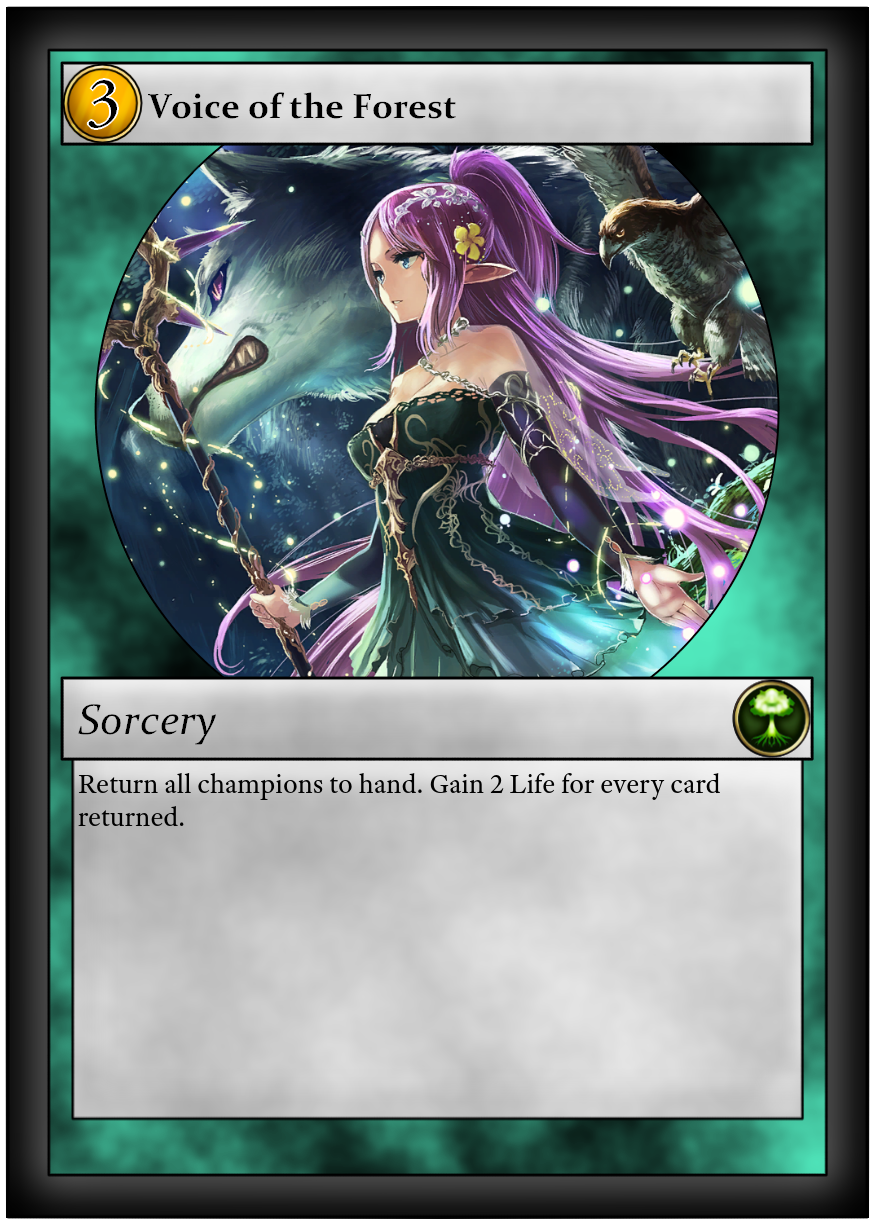 3
Voice of the Forest
Sorcery
Return all champions to hand. Gain 2 Life for every card
returned.